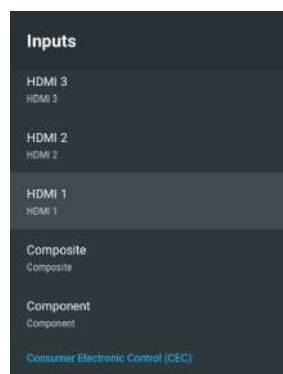 Inputs
HDMI 3
HDMI 3
HDMI 2
HDMI 2
HDMI 1
HDMI 1
Composite
Composite
Component
Component
Consumer Electronic Control (CEC)